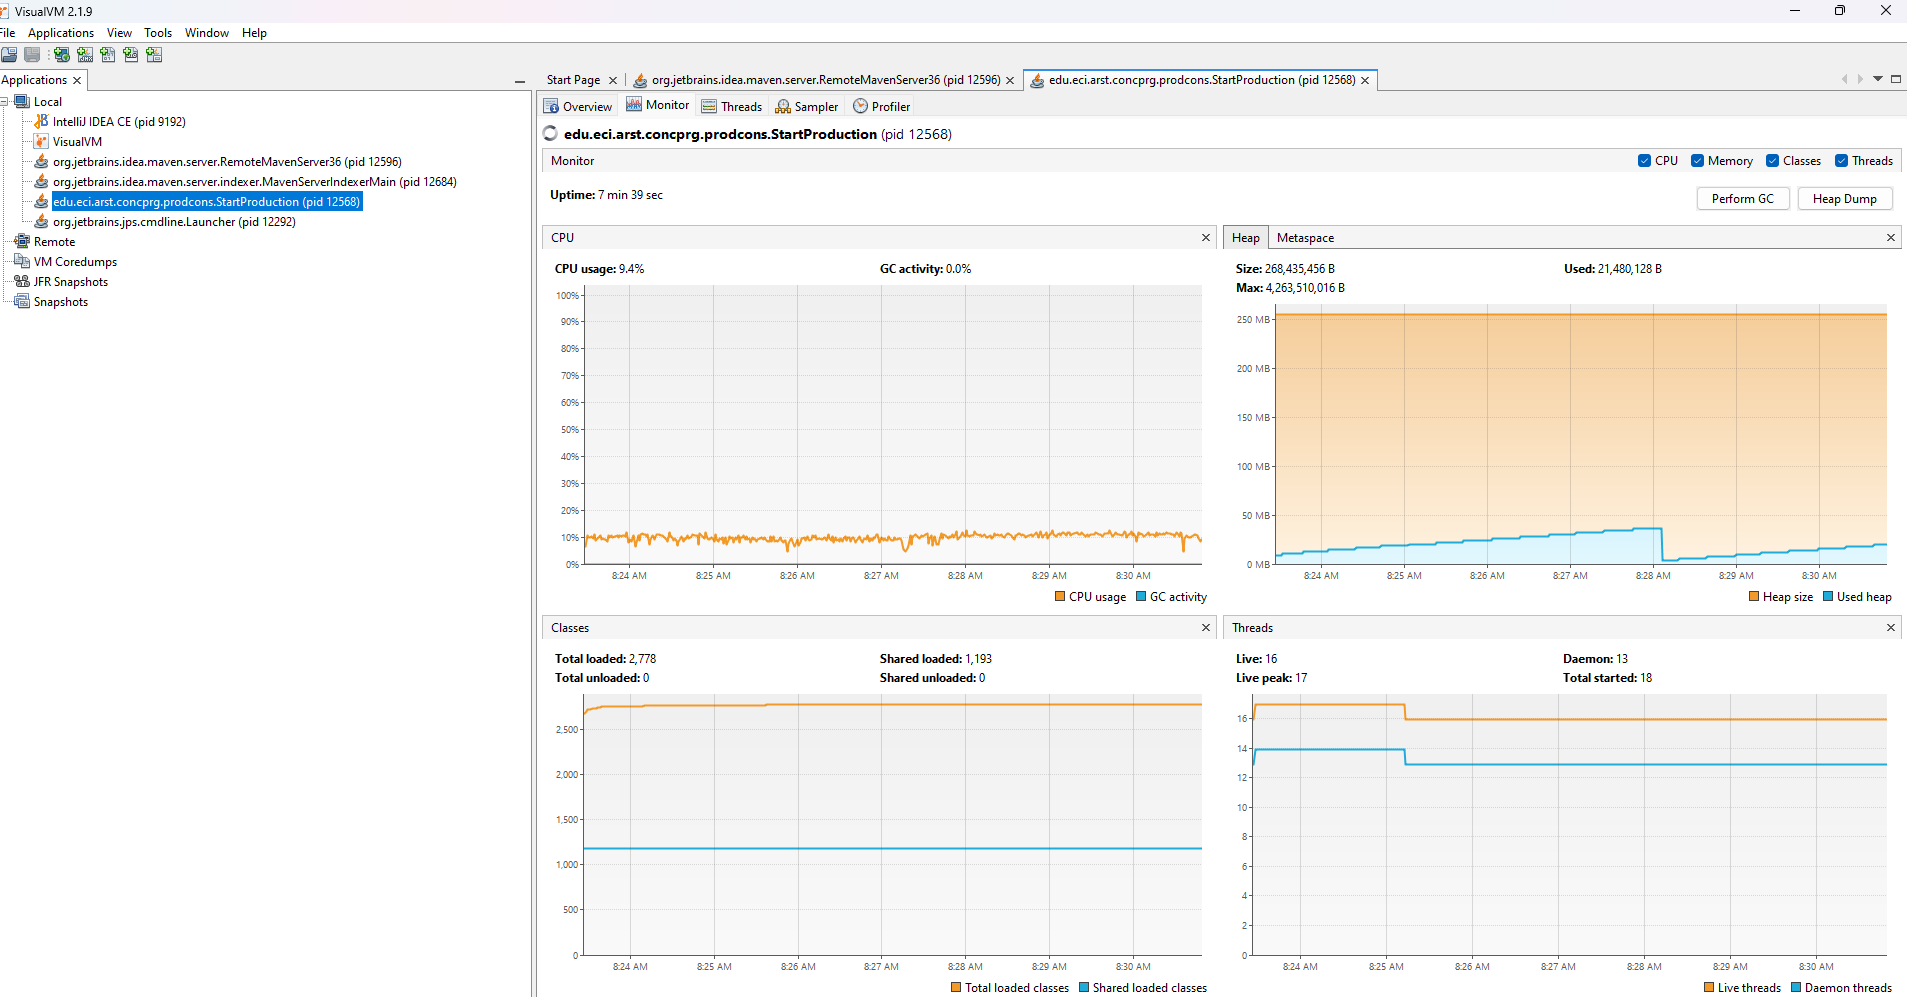 VisualVM 2.1.9
File Applications View Tools Window Help
Applications
Local
IntelliJ IDEA CE (pid 9192)
VisualVM
org.jetbrains.idea.maven.server.RemoteMavenServer36 (pid 12596)
org.jetbrains.idea.maven.server.indexer.MavenServerIndexerMain (pid 12684)
edu.eci.arst.concprg.prodcons.StartProduction (pid 12568)
org.jetbrains.jps.cmdline.Launcher (pid 12292)
Remote
VM Coredumps
JFR Snapshots
Snapshots
Start Page org.jetbrains.idea.maven.server.RemoteMavenServer36 (pid 12596) edu.eci.arst.concprg.prodcons.StartProduction (pid 12568)
Overview Monitor Threads Sampler Profiler
edu.eci.arst.concprg.prodcons.StartProduction (pid 12568)
Monitor CPU Memory Classes Threads
Uptime: 7 min 39 sec Perform GC Heap Dump
CPU
CPU usage: 9.4% GC activity: 0.0%
100%
90%
80%
70%
60%
50%
40%
30%
20%
10%
0%
8:24 AM 8:25 AM 8:26 AM 8:27 AM 8:28 AM 8:29 AM 8:30 AM
CPU usage GC activity
Heap Metaspace
Size: 268,435,456 B Used: 21,480,128 B
Max: 4,263,510,016 B
250 MB
200 MB
150 MB
100 MB
50 MB
0 MB
8:24 AM 8:25 AM 8:26 AM 8:27 AM 8:28 AM 8:29 AM 8:30 AM
Heap size Used heap
Classes
Total loaded: 2,778 Shared loaded: 1,193
Total unloaded: 0 Shared unloaded: 0
2,500
2,000
1,500
1,000
500
0
8:24 AM 8:25 AM 8:26 AM 8:27 AM 8:28 AM 8:29 AM 8:30 AM
Total loaded classes Shared loaded classes
Threads
Live: 16 Daemon: 13
Live peak: 17 Total started: 18
16
14
12
10
8
6
4
2
0
8:24 AM 8:25 AM 8:26 AM 8:27 AM 8:28 AM 8:29 AM 8:30 AM
Live threads Daemon threads